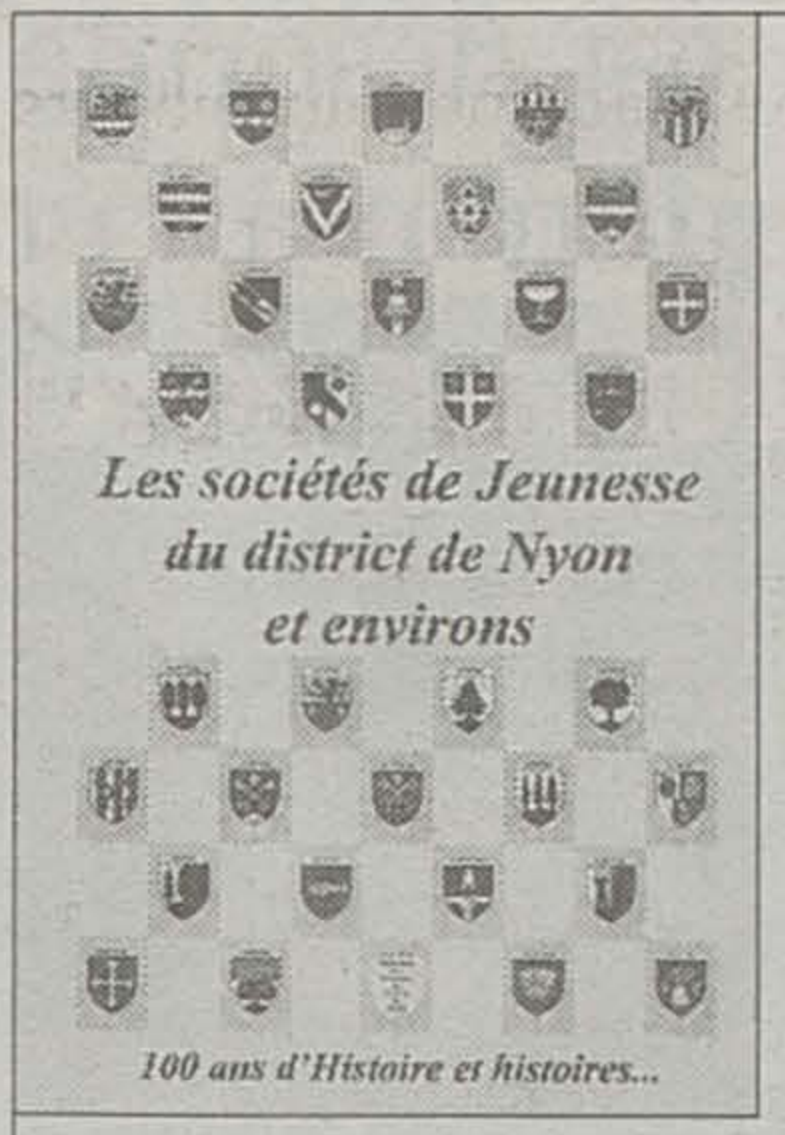 Les sociétés de Jeunesse
du district de Nyon
et environs
100 ans d'Histoire et histoires...